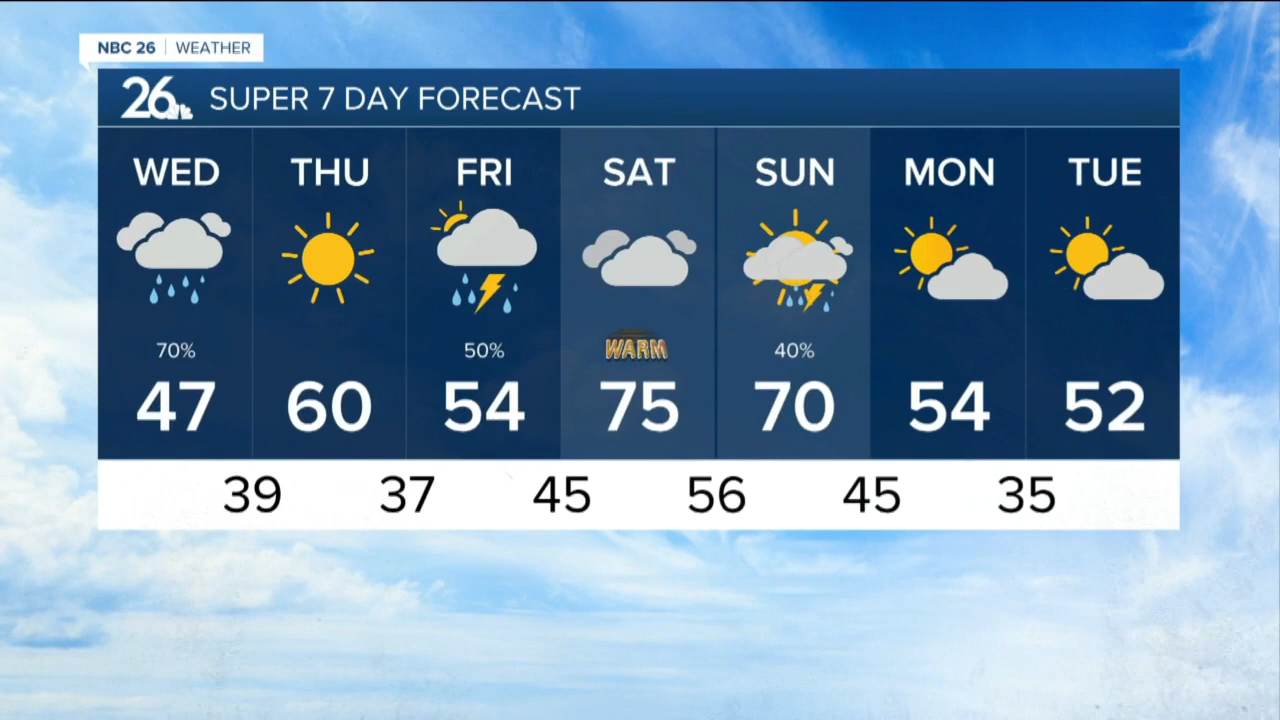 NBC 26 | WEATHER
26 SUPER 7 DAY FORECAST
WED THU FRI SAT SUN MON TUE
70% 50% WARM 40%
47 60 54 75 70 54 52
39 37 45 56 45 35